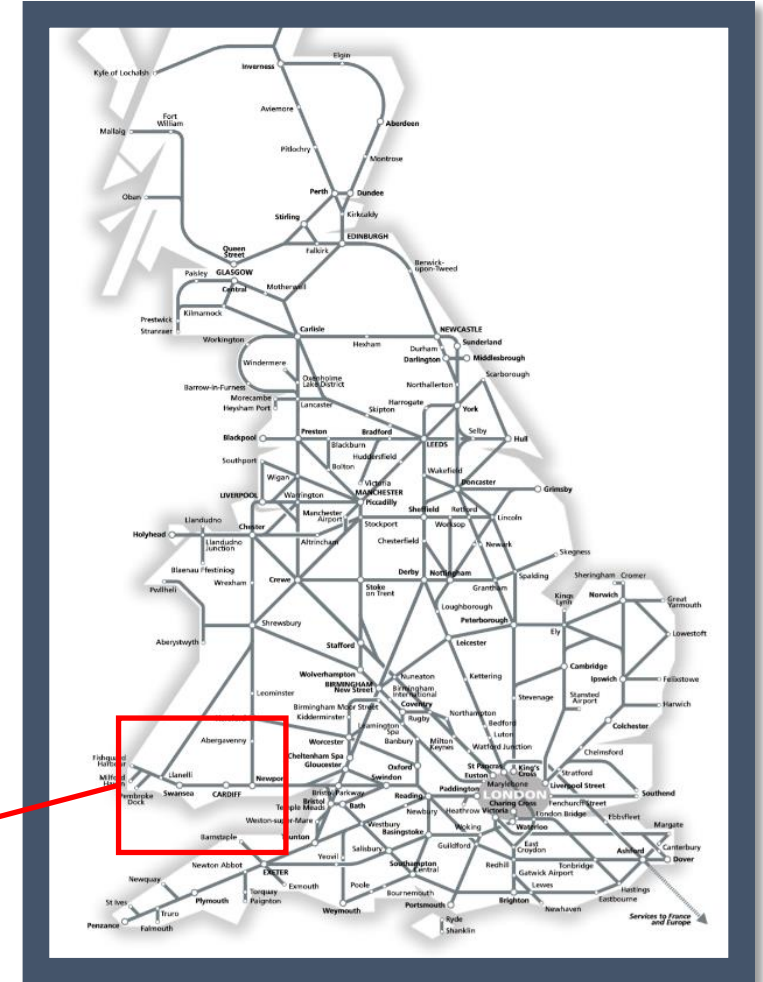 Elgin
Inverness
Kyle of Lochalsh
Aviemore
Fort
William
Aberdeen
Mallaig
Pitlochry
Montrose
Perth
Dundee
Oban
Kirkcaldy
Stirling
EDINBURGH
Queen
Street
Falkirk
Berwick-
upon-Tweed
Paisley
GLASGOW
Central
Motherwell
Kilmarnock
Prestwick
Stranraer
Carlisle
NEWCASTLE
Workington
Hexham
Durham
Sunderland
Darlington
Middlesbrough
Windermere
Scarborough
Oxenholme
Lake District
Northallerton
Barrow-in-Furness
Morecambe
Heysham Port
Lancaster
Harrogate
York
Skipton
Blackpool
Preston
Bradford
LEEDS
Selby
Hull
Blackburn
Huddersfield
Southport
Bolton
Wakefield
Wigan
Victoria
Doncaster
MANCHESTER
Piccadilly
Grimsby
LIVERPOOL
Warrington
Sheffield
Retford
Manchester
Airport
Stockport
Worksop
Lincoln
Llandudno
Chester
Holyhead
Llandudno
Junction
Altrincham
Chesterfield
Newark
Skegness
Blaenau Ffestiniog
Derby
Nottingham
Spalding
Sheringham
Cromer
Wrexham
Crewe
Stoke
on Trent
Grantham
Pwllheli
Kings
Lynn
Norwich
Great
Yarmouth
Loughborough
Shrewsbury
Peterborough
Ely
Lowestoft
Aberystwyth
Stafford
Leicester
Wolverhampton
Nuneaton
Kettering
Cambridge
BIRMINGHAM
New Street
Birmingham
International
Ipswich
Felixstowe
Leominster
Coventry
Stevenage
Stansted
Airport
Harwich
Birmingham Moor Street
Kidderminster
Rugby
Northampton
Leamington
Spa
Bedford
Colchester
Abergavenny
Worcester
Banbury
Milton
Keynes
Luton
Watford Junction
Chelmsford
Fishguard
Harbour
Cheltenham Spa
Gloucester
Oxford
St Pancras
Euston
King's
Cross
Stratford
Milford
Haven
Llanelli
Swindon
Marylebone
Liverpool Street
Pembroke
Dock
Swansea
CARDIFF
Newport
Bristol Parkway
Reading
Paddington
LONDON
Southend
Bristol
Temple Meads
Bath
Newbury
Heathrow
Victoria
Charing Cross
Fenchurch Street
London Bridge
Ebbsfleet
Weston-super-Mare
Westbury
Basingstoke
Woking
Waterloo
Margate
Barnstaple
Taunton
Salisbury
Guildford
East
Croydon
Canterbury
Newton Abbot
Yeovil
Southampton
Central
Redhill
Tonbridge
Ashford
Dover
EXETER
Gatwick Airport
Newquay
Exmouth
Poole
Lewes
Hastings
Torquay
Paignton
Bournemouth
Eastbourne
St Ives
Plymouth
Weymouth
Portsmouth
Brighton
Newhaven
Truro
Penzance
Falmouth
Ryde
Shanklin
Services to France
and Europe